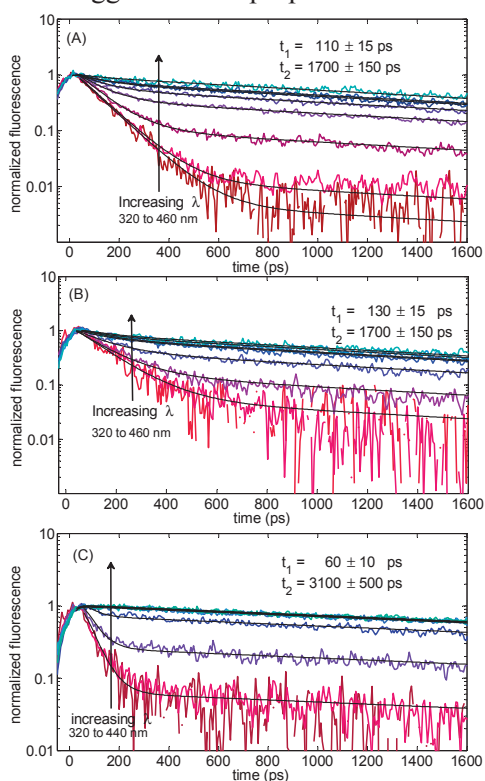 10
(A)
t1 = 110 ± 15 ps
t2 = 1700 ± 150 ps
1
0.1
0.01
normalized fluorescence
Increasing λ
320 to 460 nm
0 200 400 600 800 1000 1200 1400 1600
time (ps)
10
(B)
t1 = 130 ± 15 ps
t2 = 1700 ± 150 ps
1
0.1
0.01
normalized fluorescence
Increasing λ
320 to 460 nm
0 200 400 600 800 1000 1200 1400 1600
time (ps)
10
(C)
t1 = 60 ± 10 ps
t2 = 3100 ± 500 ps
1
0.1
0.01
normalized fluorescence
increasing λ
320 to 440 nm
0 200 400 600 800 1000 1200 1400 1600
time (ps)